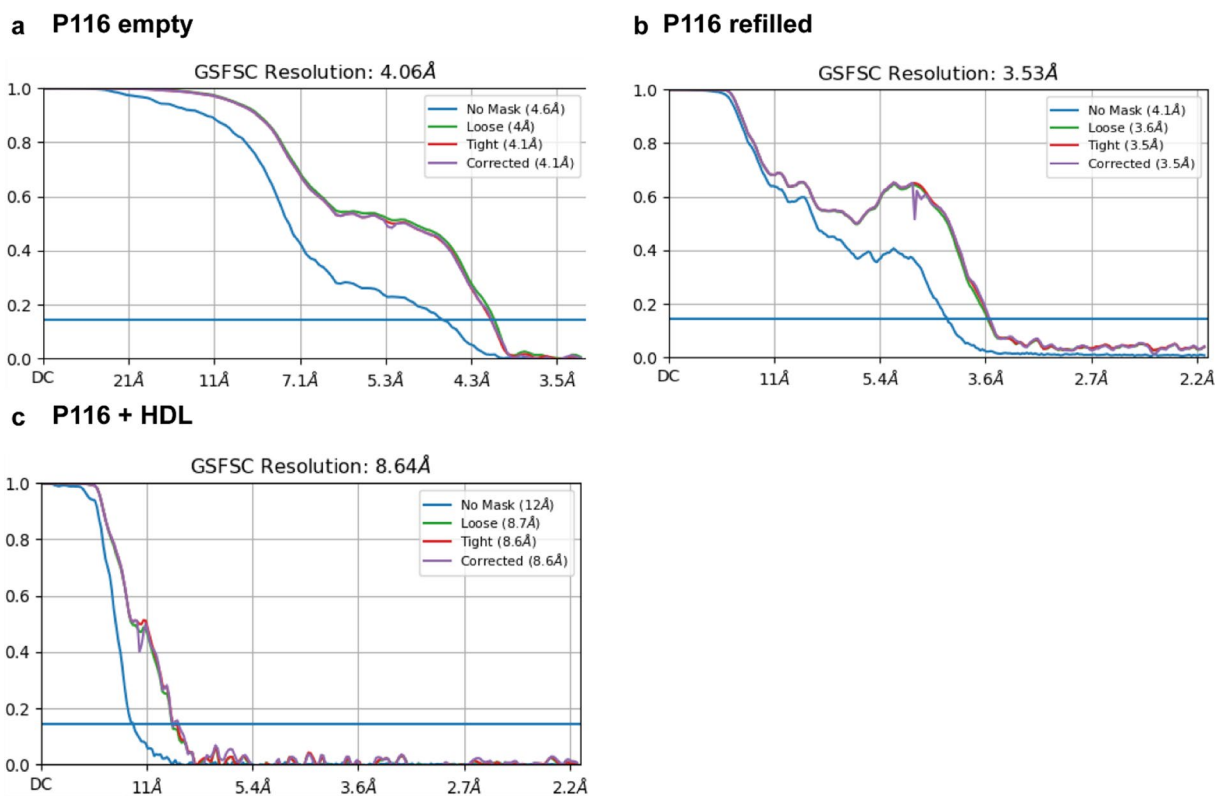 a P116 empty
GSFSC Resolution: 4.06Å
1.0
0.8
0.6
0.4
0.2
0.0
No Mask (4.6Å)
Loose (4Å)
Tight (4.1Å)
Corrected (4.1Å)
DC 21Å 11Å 7.1Å 5.3Å 4.3Å 3.5Å
b P116 refilled
GSFSC Resolution: 3.53Å
1.0
0.8
0.6
0.4
0.2
0.0
No Mask (4.1Å)
Loose (3.6Å)
Tight (3.5Å)
Corrected (3.5Å)
DC 11Å 5.4Å 3.6Å 2.7Å 2.2Å
c P116 + HDL
GSFSC Resolution: 8.64Å
1.0
0.8
0.6
0.4
0.2
0.0
No Mask (12Å)
Loose (8.7Å)
Tight (8.6Å)
Corrected (8.6Å)
DC 11Å 5.4Å 3.6Å 2.7Å 2.2Å